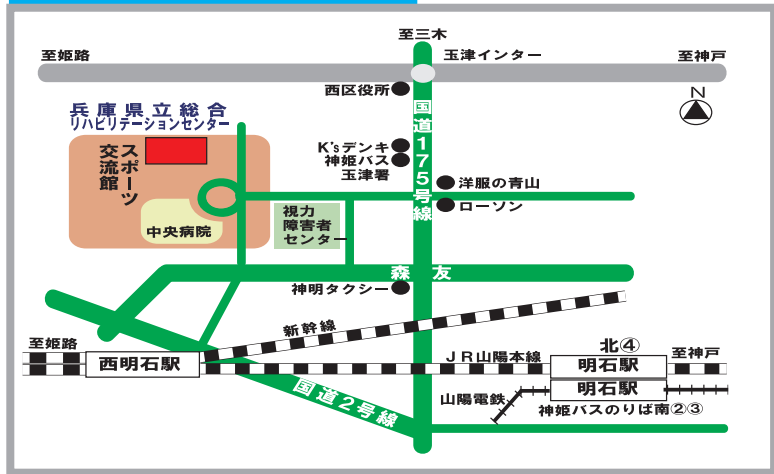 至三木
至姫路
玉津インター
至神戸
西区役所
N
兵庫県立総合
リハビリテーションセンター
スポーツ
交流館
国道175号線
K'sデンキ
神姫バス
玉津署
洋服の青山
ローソン
中央病院
視力
障害者
センター
森友
神明タクシー
新幹線
至姫路
西明石駅
JR山陽本線
北④
明石駅
至神戸
国道2号線
山陽電鉄
明石駅
神姫バスのりば南②③